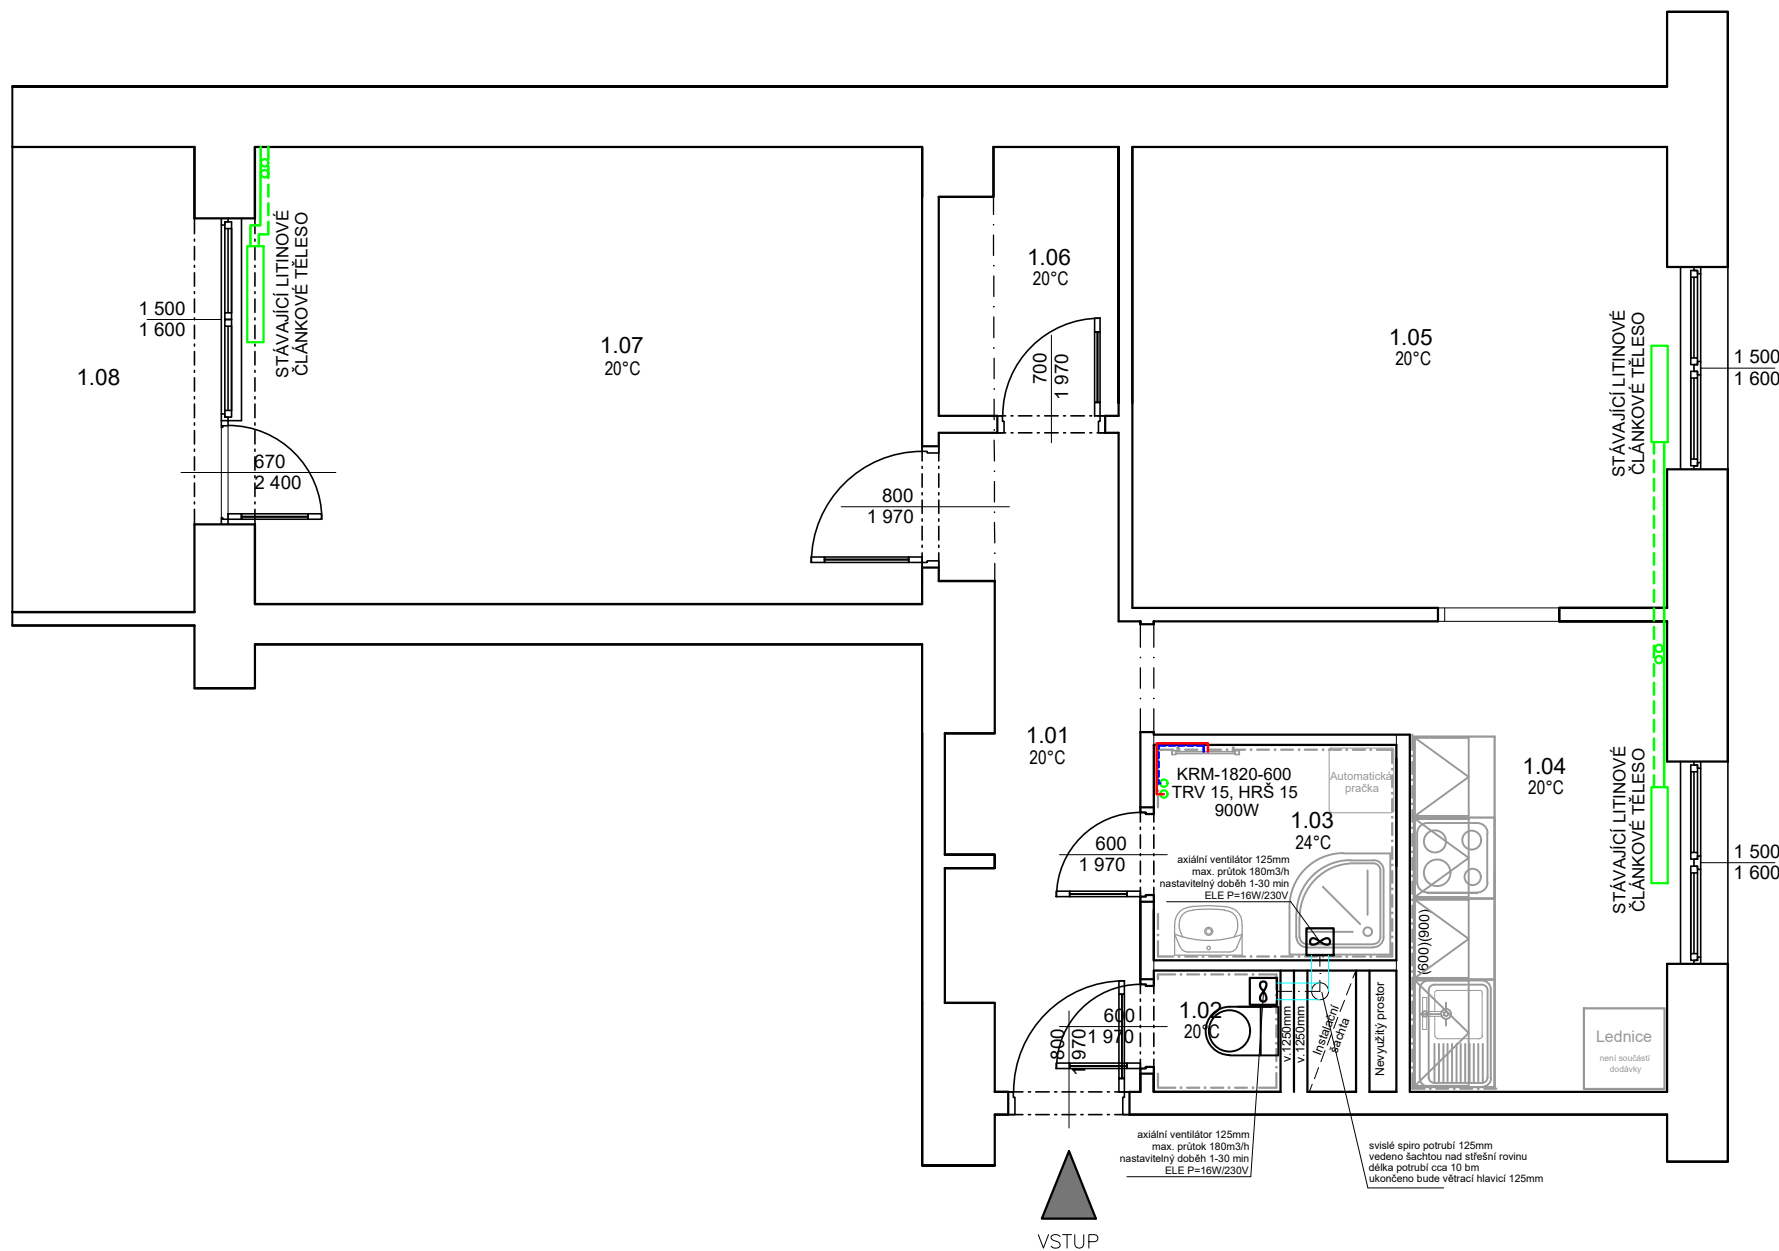 STÁVAJÍCÍ LITINOVÉ
ČLÁNKOVÉ TĚLESO
1 500
1 600
1.08
1.07
20°C
670
2 400
800
1 970
1.06
20°C
700
1 970
1.05
20°C
STÁVAJÍCÍ LITINOVÉ
ČLÁNKOVÉ TĚLESO
1 500
1 600
1.01
20°C
KRM-1820-600
TRV 15, HRŠ 15
900W
Automatická
pračka
1.03
24°C
600
1 970
axiální ventilátor 125mm
max. průtok 180m3/h
nastavitelný doběh 1-30 min
ELE P=16W/230V
1.04
20°C
STÁVAJÍCÍ LITINOVÉ
ČLÁNKOVÉ TĚLESO
1 500
1 600
(600)(900)
1.02
20°C
600
1 970
800
1 970
v.1250mm
v.1250mm
Instalační
šachta
Nevyužitý prostor
Lednice
není součástí
dodávky
axiální ventilátor 125mm
max. průtok 180m3/h
nastavitelný doběh 1-30 min
ELE P=16W/230V
svislé spiro potrubí 125mm
vedeno šachtou nad střešní rovinu
délka potrubí cca 10 bm
ukončeno bude větrací hlavicí 125mm
VSTUP